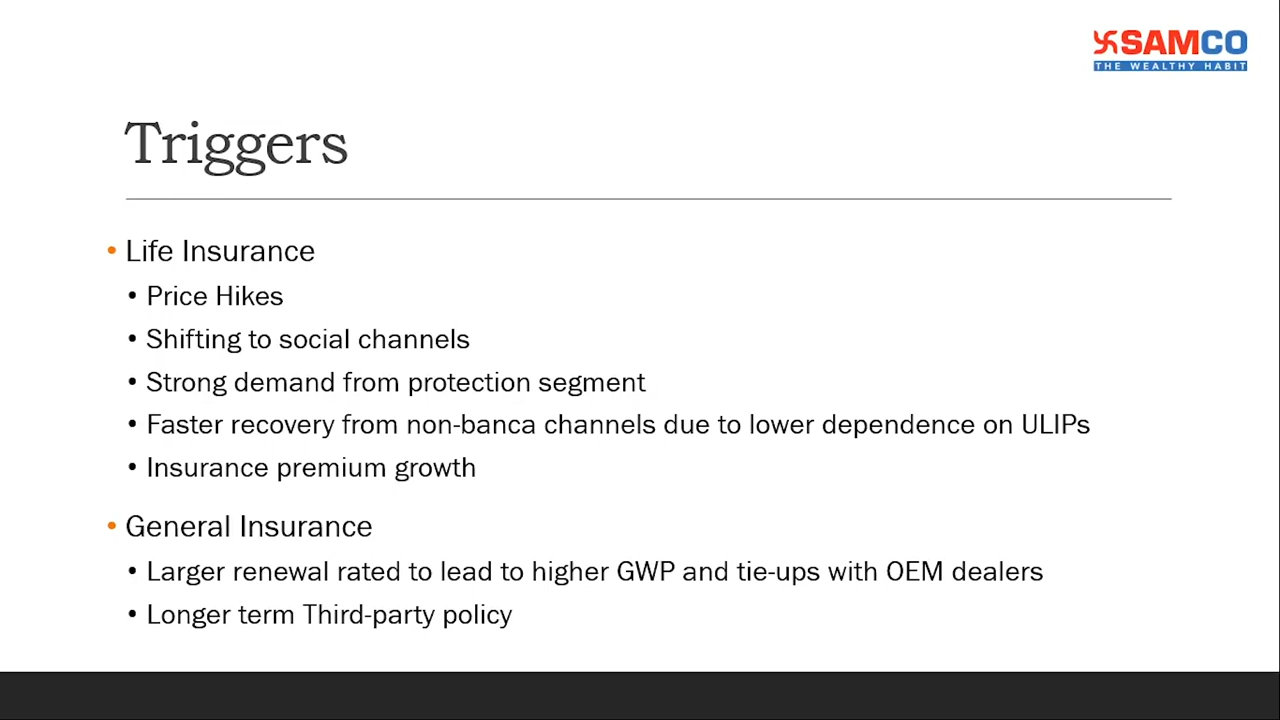 SAMCO
THE WEALTHY HABIT
Triggers
• Life Insurance
• Price Hikes
• Shifting to social channels
• Strong demand from protection segment
• Faster recovery from non-banca channels due to lower dependence on ULIPs
• Insurance premium growth
• General Insurance
• Larger renewal rated to lead to higher GWP and tie-ups with OEM dealers
• Longer term Third-party policy